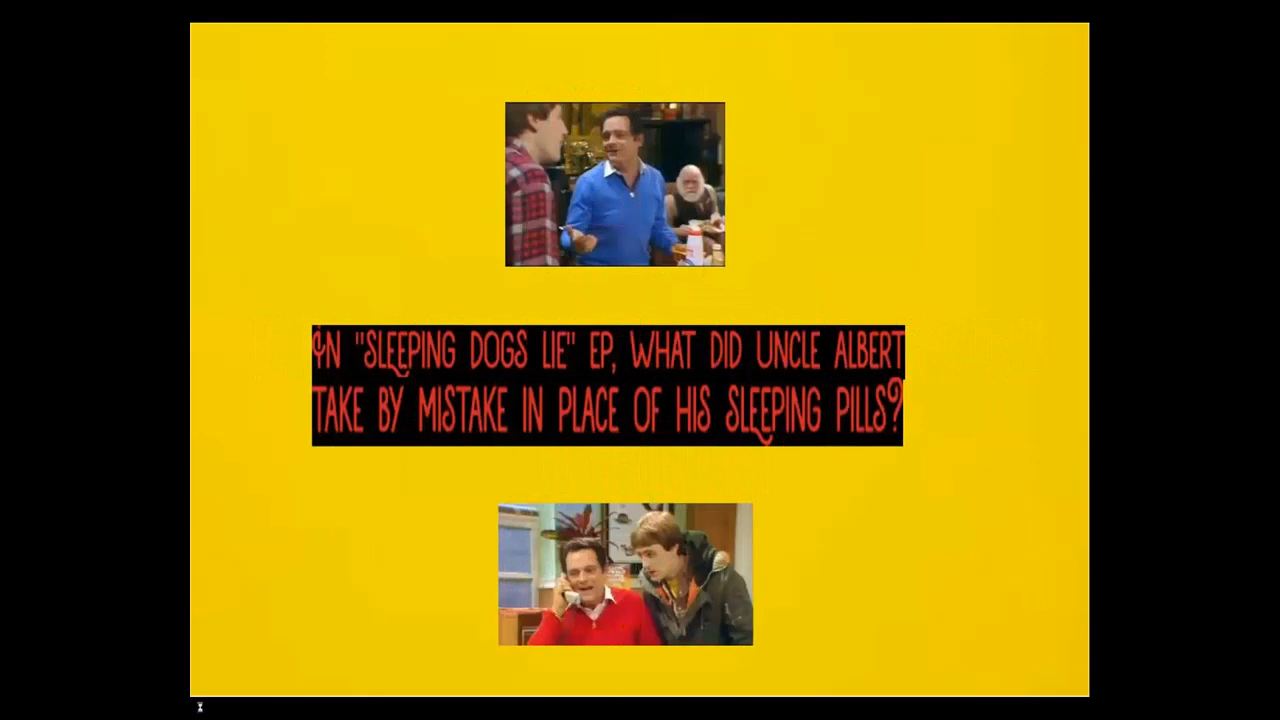 IN "SLEEPING DOGS LIE" EP, WHAT DID UNCLE ALBERT
TAKE BY MISTAKE IN PLACE OF HIS SLEEPING PILLS?